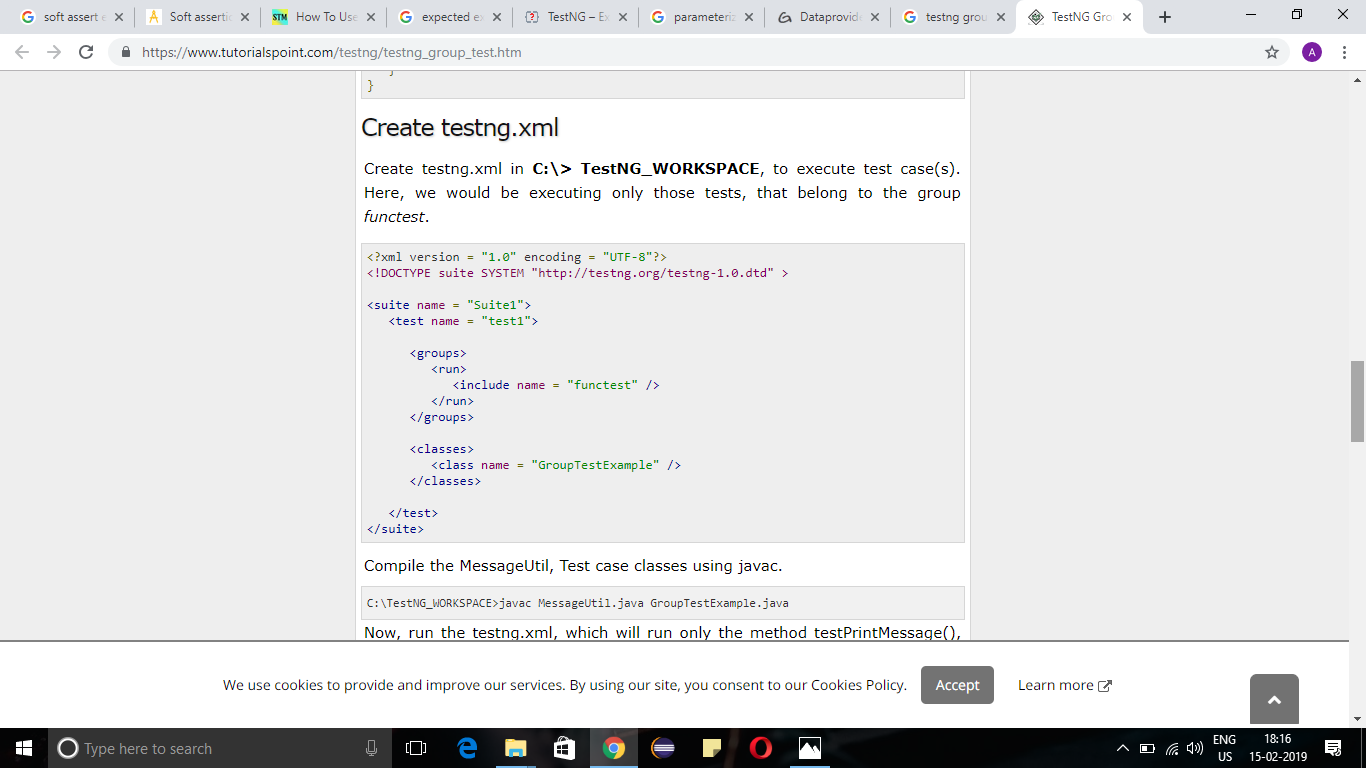 soft assert e
Soft assertic
STM How To Use
expected e
TestNG – Ex
parameteriz
Dataprovide
testng grou
TestNG Gro
https://www.tutorialspoint.com/testng/testng_group_test.htm
A
}
Create testng.xml
Create testng.xml in C:\> TestNG_WORKSPACE, to execute test case(s).
Here, we would be executing only those tests, that belong to the group
functest.
<?xml version = "1.0" encoding = "UTF-8"?>
<!DOCTYPE suite SYSTEM "http://testng.org/testng-1.0.dtd" >
<suite name = "Suite1">
<test name = "test1">
<groups>
<run>
<include name = "functest" />
</run>
</groups>
<classes>
<class name = "GroupTestExample" />
</classes>
</test>
</suite>
Compile the MessageUtil, Test case classes using javac.
C:\TestNG_WORKSPACE>javac MessageUtil.java GroupTestExample.java
Now, run the testng.xml, which will run only the method testPrintMessage(),
We use cookies to provide and improve our services. By using our site, you consent to our Cookies Policy. Accept Learn more
Type here to search
ENG
US
18:16
15-02-2019